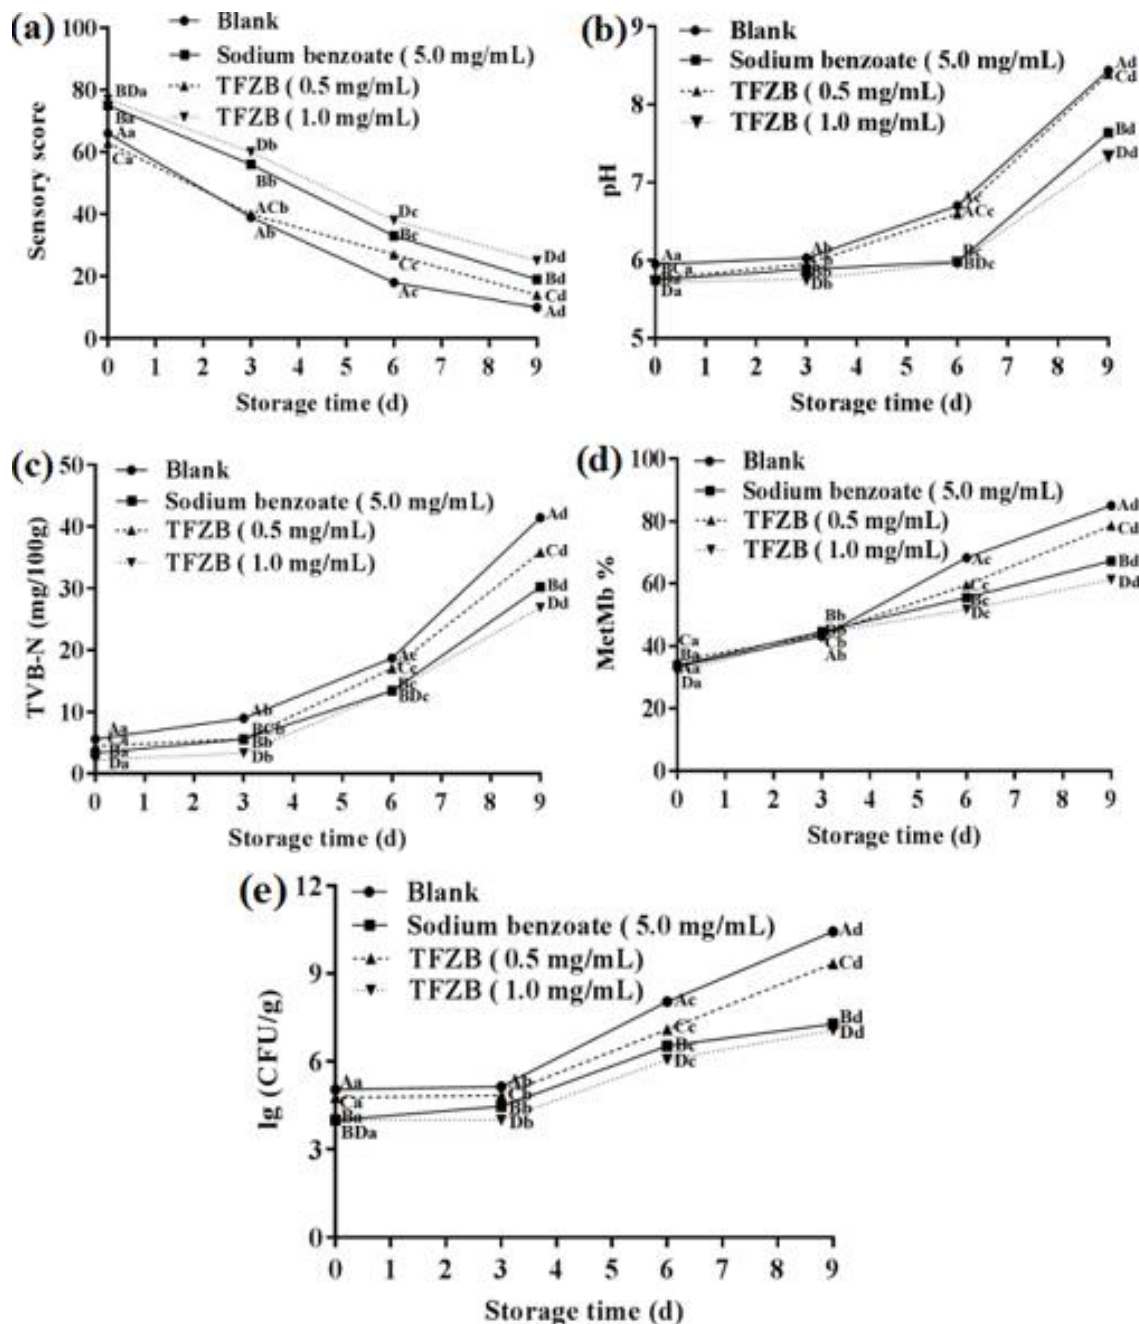 (a)
Blank
Sodium benzoate ( 5.0 mg/mL)
TFZB ( 0.5 mg/mL)
TFZB ( 1.0 mg/mL)
Sensory score
100
80
60
40
20
0
BDa
Ba
Aa
Ca
Db
Bb
ACb
Ab
Dc
Bc
Cc
Ac
Dd
Bd
Cd
Ad
0 1 2 3 4 5 6 7 8 9
Storage time (d)
(b)
Blank
Sodium benzoate ( 5.0 mg/mL)
TFZB ( 0.5 mg/mL)
TFZB ( 1.0 mg/mL)
pH
9
8
7
6
5
Aa
BCa
Ba
Da
Ab
Cb
Bb
Db
Ac
ACc
Bc
BDc
Ad
Cd
Bd
Dd
0 1 2 3 4 5 6 7 8 9
Storage time (d)
(c)
Blank
Sodium benzoate ( 5.0 mg/mL)
TFZB ( 0.5 mg/mL)
TFZB ( 1.0 mg/mL)
TVB-N (mg/100g)
50
40
30
20
10
0
Aa
Ca
Ba
Da
Ab
BCb
Bb
Db
Ac
Cc
Bc
BDc
Ad
Cd
Bd
Dd
0 1 2 3 4 5 6 7 8 9
Storage time (d)
(d)
Blank
Sodium benzoate ( 5.0 mg/mL)
TFZB ( 0.5 mg/mL)
TFZB ( 1.0 mg/mL)
MetMb %
100
80
60
40
20
0
Ca
Ba
Aa
Da
Bb
Cb
Ab
Ac
Cc
Bc
Dc
Ad
Cd
Bd
Dd
0 1 2 3 4 5 6 7 8 9
Storage time (d)
(e)
Blank
Sodium benzoate ( 5.0 mg/mL)
TFZB ( 0.5 mg/mL)
TFZB ( 1.0 mg/mL)
lg (CFU/g)
12
9
6
3
0
Aa
Ca
Ba
BDa
Ab
Cb
Bb
Db
Ac
Cc
Bc
Dc
Ad
Cd
Bd
Dd
0 1 2 3 4 5 6 7 8 9
Storage time (d)